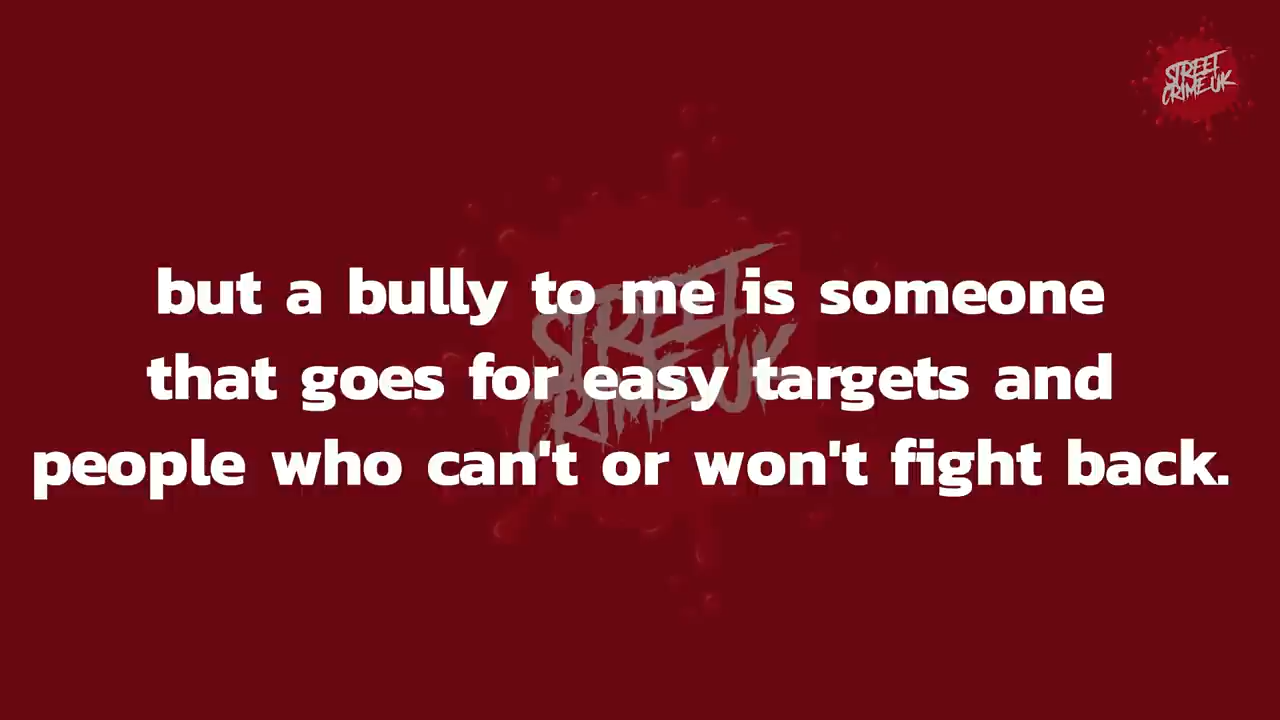 STREET
CRIME UK
but a bully to me is someone
that goes for easy targets and
people who can't or won't fight back.
STREET
CRIME UK